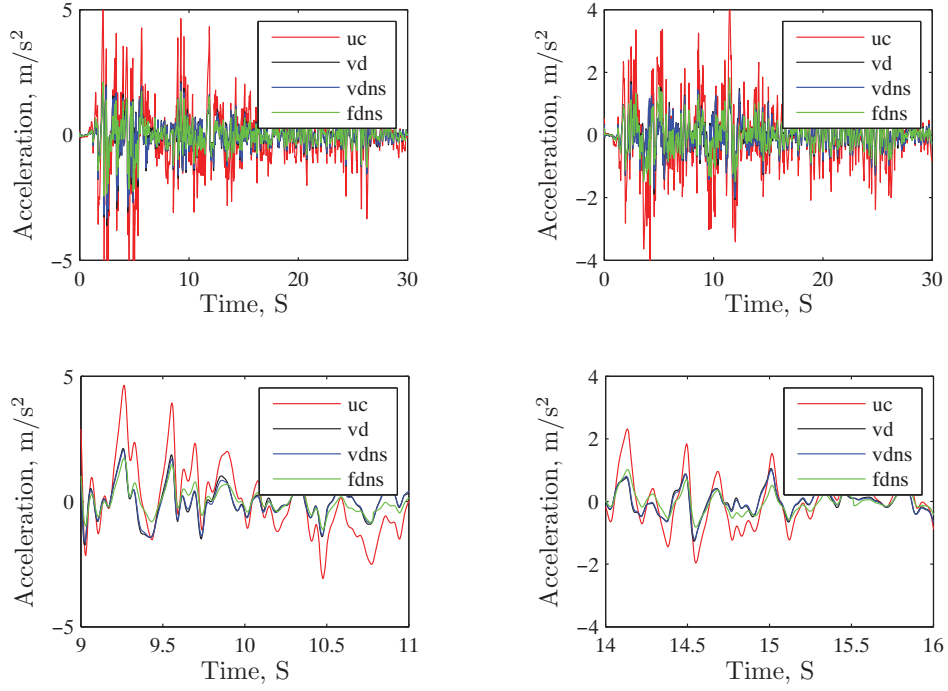 Acceleration, m/s²
5
0
−5
0 10 20 30
Time, S
uc
vd
vdns
fdns
Acceleration, m/s²
4
2
0
−2
−4
0 10 20 30
Time, S
uc
vd
vdns
fdns
Acceleration, m/s²
5
0
−5
9 9.5 10 10.5 11
Time, S
uc
vd
vdns
fdns
Acceleration, m/s²
4
2
0
−2
−4
14 14.5 15 15.5 16
Time, S
uc
vd
vdns
fdns